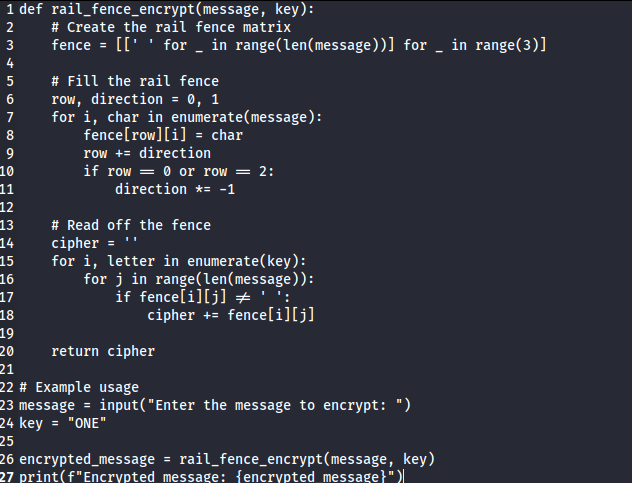 1 def rail_fence_encrypt(message, key):
2     # Create the rail fence matrix
3     fence = [[' ' for _ in range(len(message))] for _ in range(3)]
4
5     # Fill the rail fence
6     row, direction = 0, 1
7     for i, char in enumerate(message):
8         fence[row][i] = char
9         row += direction
10         if row == 0 or row == 2:
11             direction *= -1
12
13     # Read off the fence
14     cipher = ''
15     for i, letter in enumerate(key):
16         for j in range(len(message)):
17             if fence[i][j] != ' ':
18                 cipher += fence[i][j]
19
20     return cipher
21
22 # Example usage
23 message = input("Enter the message to encrypt: ")
24 key = "ONE"
25
26 encrypted_message = rail_fence_encrypt(message, key)
27 print(f"Encrypted message: {encrypted_message}")